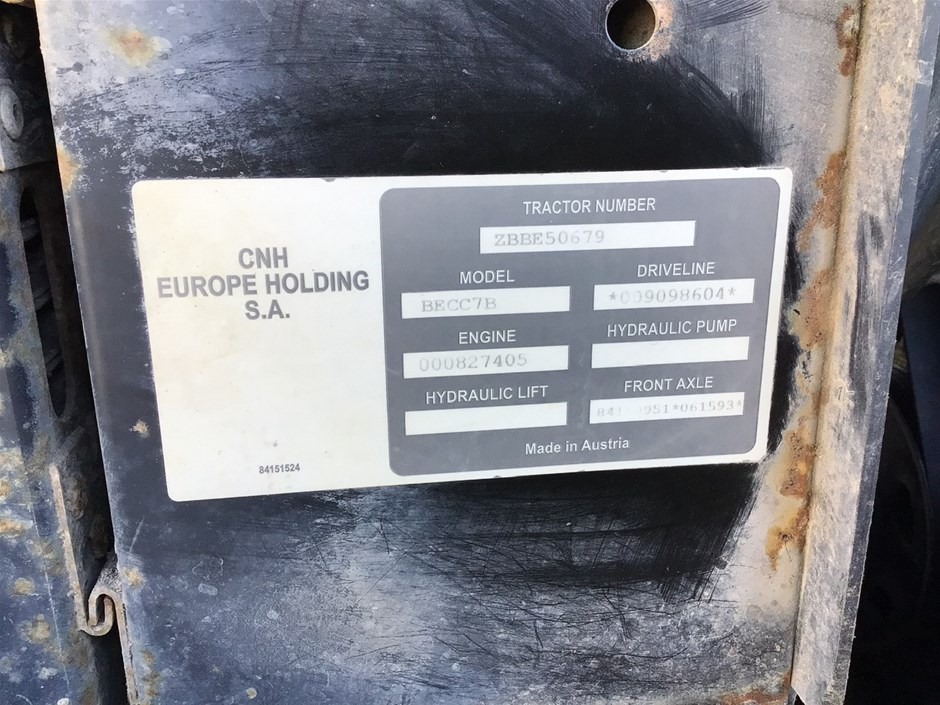 CNH
EUROPE HOLDING
S.A.
84151524
TRACTOR NUMBER
ZBBE50679
MODEL
BECC7B
DRIVELINE
ENGINE
000827405
HYDRAULIC PUMP
HYDRAULIC LIFT
FRONT AXLE
Made in Austria